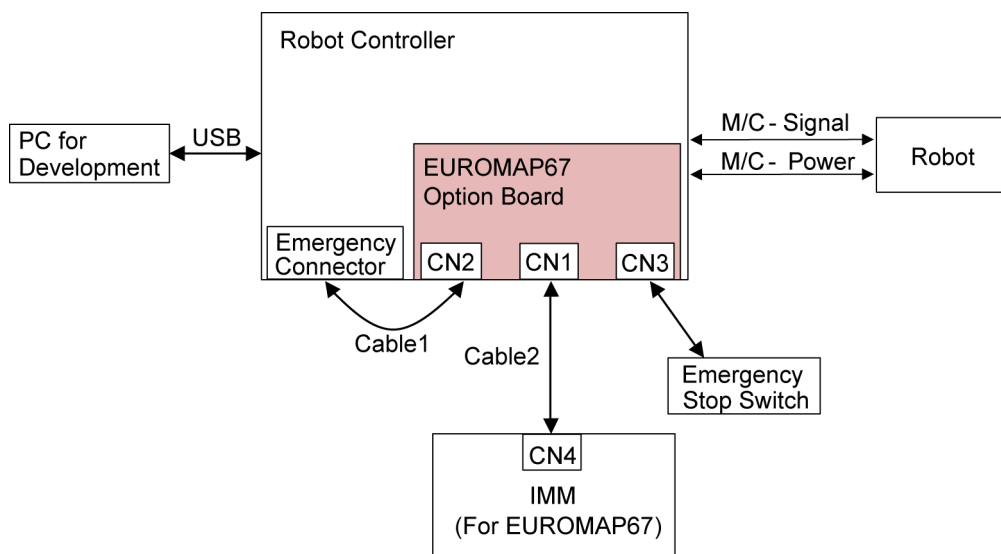 Robot Controller
PC for
Development
USB
M/C - Signal
M/C - Power
Robot
EUROMAP67
Option Board
Emergency
Connector
CN2
CN1
CN3
Cable1
Cable2
Emergency
Stop Switch
CN4
IMM
(For EUROMAP67)